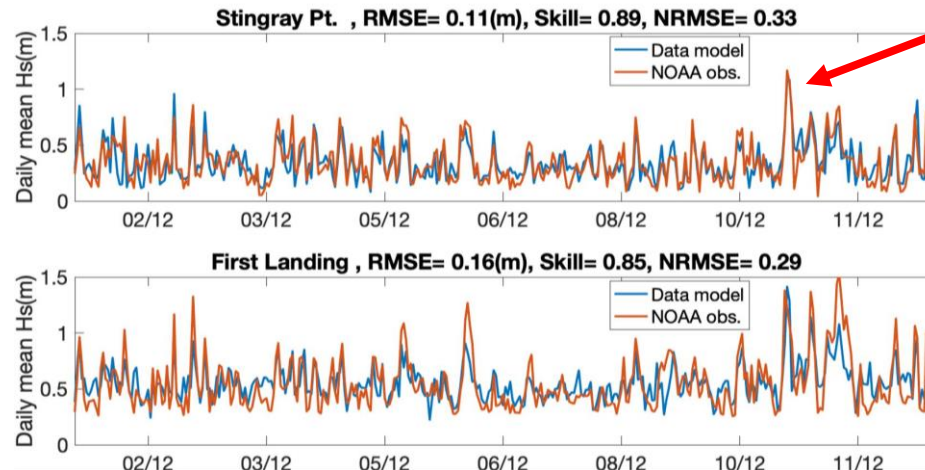 Stingray Pt. , RMSE= 0.11(m), Skill= 0.89, NRMSE= 0.33
Daily mean Hs(m)
1.5
1
0.5
0
Data model
NOAA obs.
02/12 03/12 05/12 06/12 08/12 10/12 11/12
First Landing , RMSE= 0.16(m), Skill= 0.85, NRMSE= 0.29
Daily mean Hs(m)
1.5
1
0.5
0
Data model
NOAA obs.
02/12 03/12 05/12 06/12 08/12 10/12 11/12